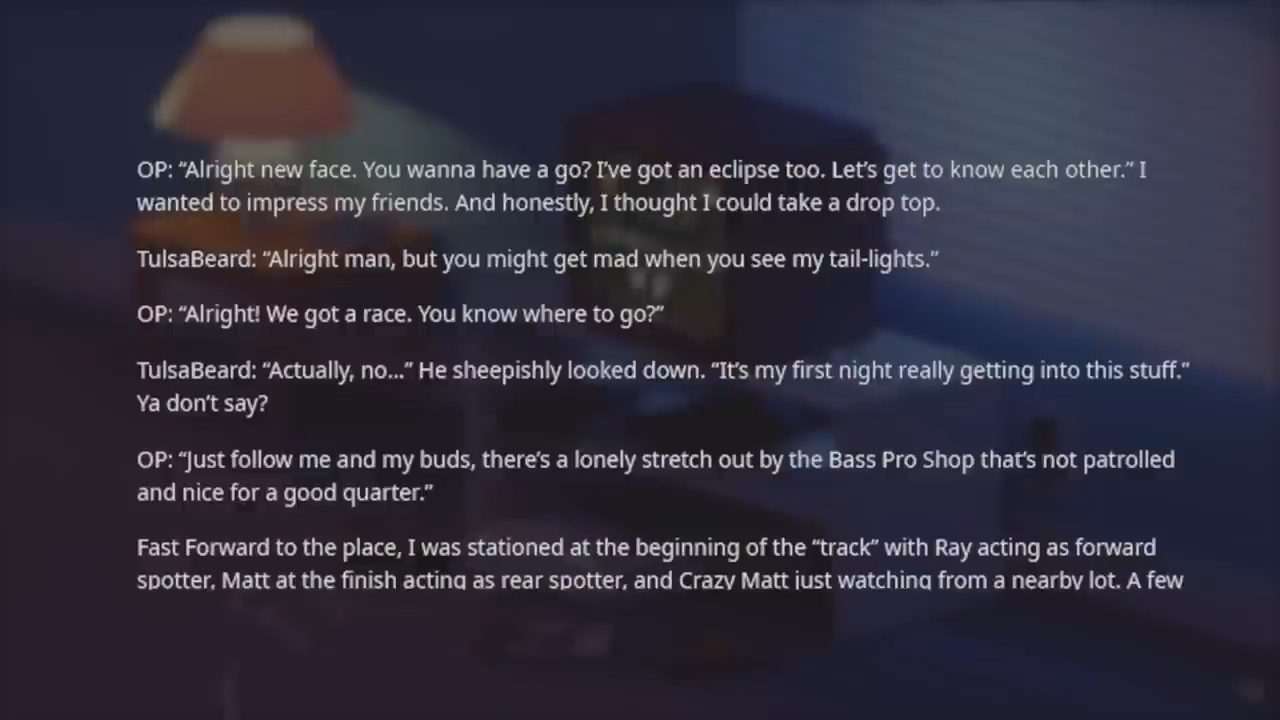 OP: “Alright new face. You wanna have a go? I’ve got an eclipse too. Let’s get to know each other.” I
wanted to impress my friends. And honestly, I thought I could take a drop top.
TulsaBeard: “Alright man, but you might get mad when you see my tail-lights.”
OP: “Alright! We got a race. You know where to go?”
TulsaBeard: “Actually, no...” He sheepishly looked down. “It’s my first night really getting into this stuff.”
Ya don’t say?
OP: “Just follow me and my buds, there’s a lonely stretch out by the Bass Pro Shop that’s not patrolled
and nice for a good quarter.”
Fast Forward to the place, I was stationed at the beginning of the “track” with Ray acting as forward
spotter, Matt at the finish acting as rear spotter, and Crazy Matt just watching from a nearby lot. A few